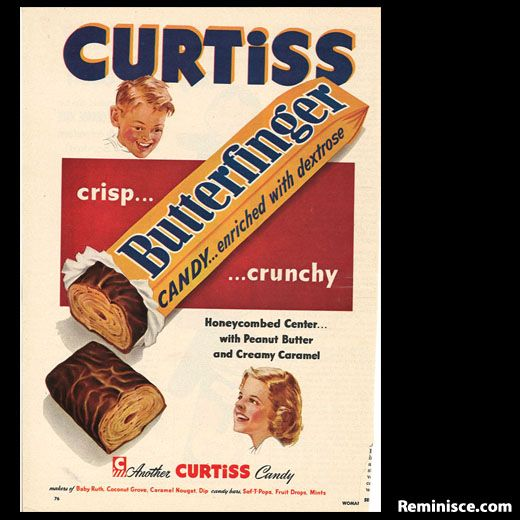 CURTiSS
Butterfinger
CANDY...enriched with dextrose
crisp...
...crunchy
Honeycombed Center...
with Peanut Butter
and Creamy Caramel
Another CURTiSS Candy
makers of Baby Ruth, Coconut Grove, Caramel Nougat, Dip candy bars, Saf-T-Pops, Fruit Drops, Mints
76
WOMA
Reminisce.com